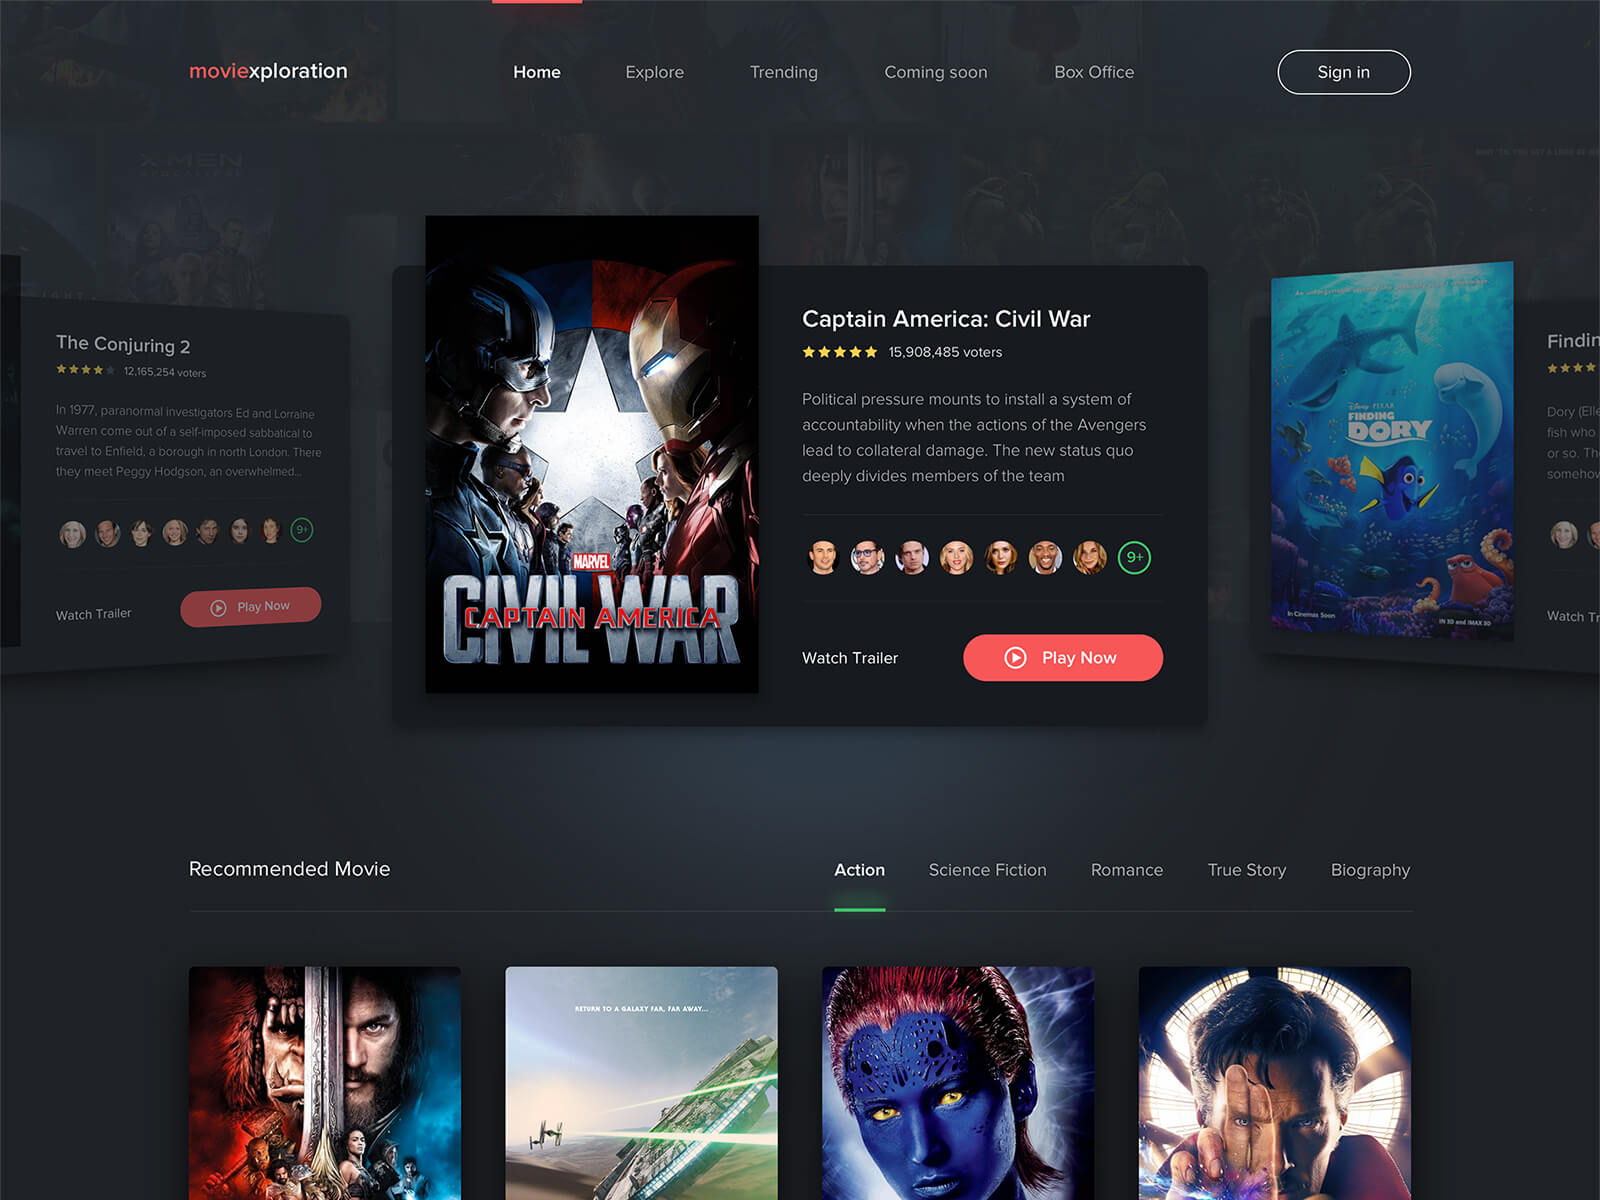 moviexploration
Home
Explore
Trending
Coming soon
Box Office
Sign in
X-MEN
APOCALYPSE
The Conjuring 2
12,165,254 voters
In 1977, paranormal investigators Ed and Lorraine
Warren come out of a self-imposed sabbatical to
travel to Enfield, a borough in north London. There
they meet Peggy Hodgson, an overwhelmed...
9+
Watch Trailer
Play Now
MARVEL
CIVIL WAR
CAPTAIN AMERICA
Captain America: Civil War
15,908,485 voters
Political pressure mounts to install a system of
accountability when the actions of the Avengers
lead to collateral damage. The new status quo
deeply divides members of the team
9+
Watch Trailer
Play Now
Disney PIXAR
FINDING
DORY
In Cinemas Soon
IN 3D and IMAX 3D
Findin
Dory (Elle
fish who
or so. Th
somehow
Watch Tr
Recommended Movie
Action
Science Fiction
Romance
True Story
Biography
RETURN TO A GALAXY FAR, FAR AWAY...